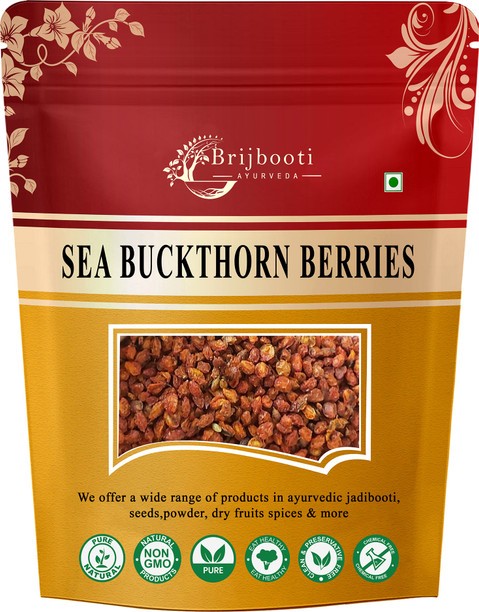 Brijbooti
AYURVEDA
SEA BUCKTHORN BERRIES
We offer a wide range of products in ayurvedic jadibooti,
seeds,powder, dry fruits spices & more
PURE
NATURAL
NATURAL
NON
GMO
PRODUCTS
PURE
EAT HEALTHY
EAT HEALTHY
CLEAN & PRESERVATIVE
FREE
CHEMICAL FREE
CHEMICAL FREE